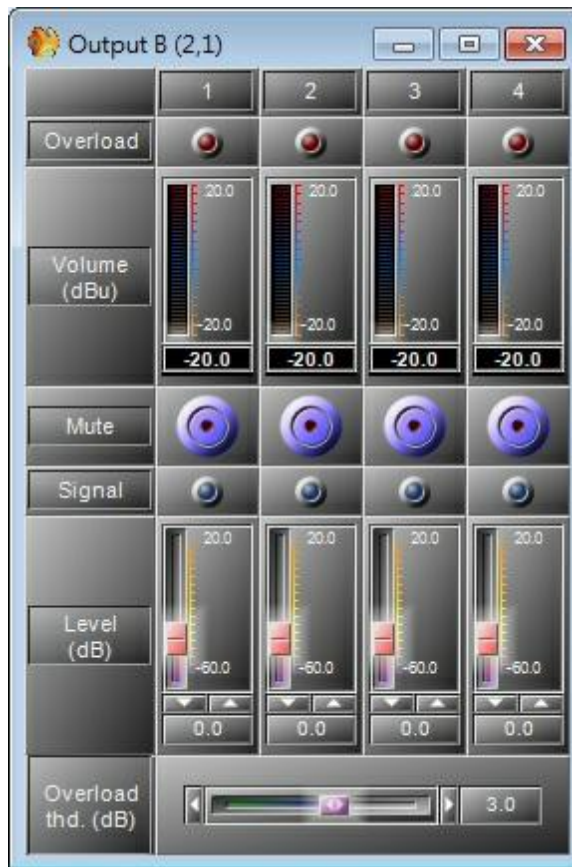 Output B (2,1)
1 2 3 4
Overload
20.0 20.0 20.0 20.0
Volume
(dBu)
-20.0 -20.0 -20.0 -20.0
-20.0 -20.0 -20.0 -20.0
Mute
Signal
20.0 20.0 20.0 20.0
Level
(dB)
-60.0 -60.0 -60.0 -60.0
0.0 0.0 0.0 0.0
Overload
thd. (dB)
3.0